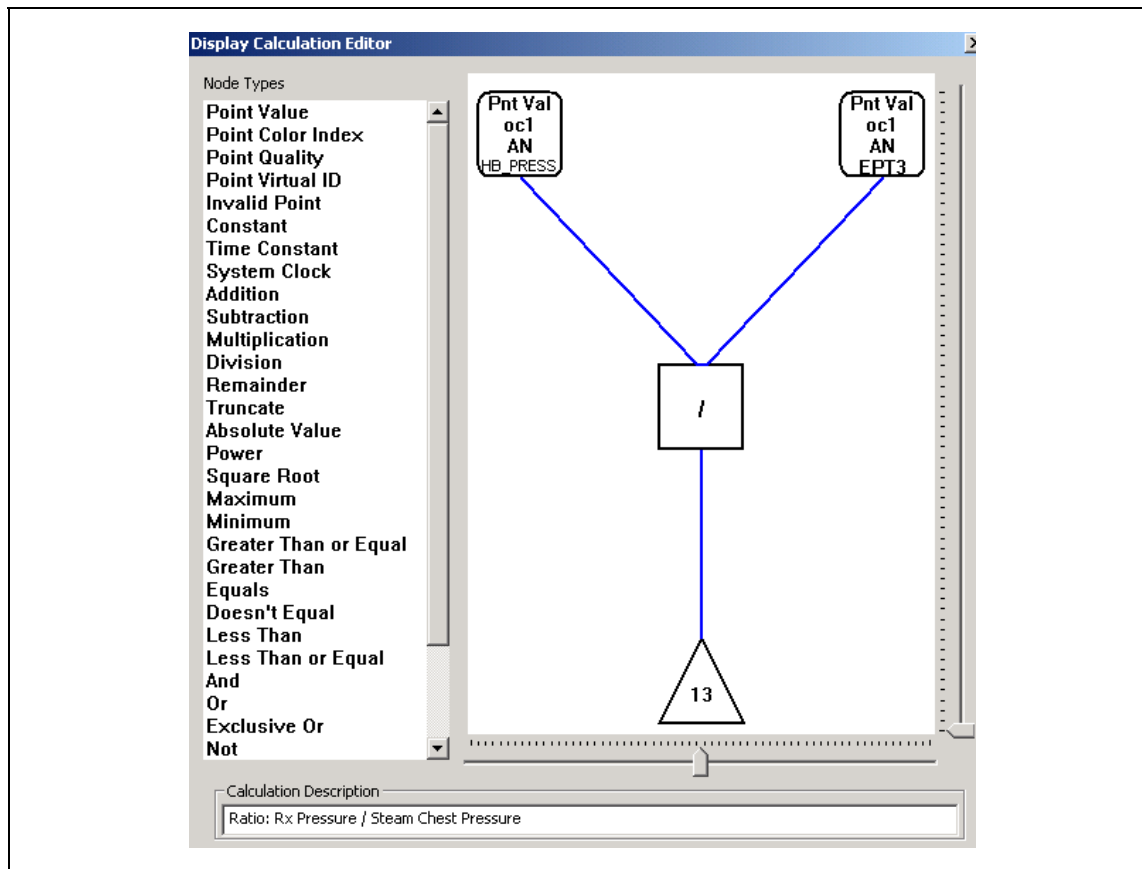 Display Calculation Editor
Node Types
Point Value
Point Color Index
Point Quality
Point Virtual ID
Invalid Point
Constant
Time Constant
System Clock
Addition
Subtraction
Multiplication
Division
Remainder
Truncate
Absolute Value
Power
Square Root
Maximum
Minimum
Greater Than or Equal
Greater Than
Equals
Doesn't Equal
Less Than
Less Than or Equal
And
Or
Exclusive Or
Not
Pnt Val
oc1
AN
HB_PRESS
Pnt Val
oc1
AN
EPT3
/
13
Calculation Description
Ratio: Rx Pressure / Steam Chest Pressure